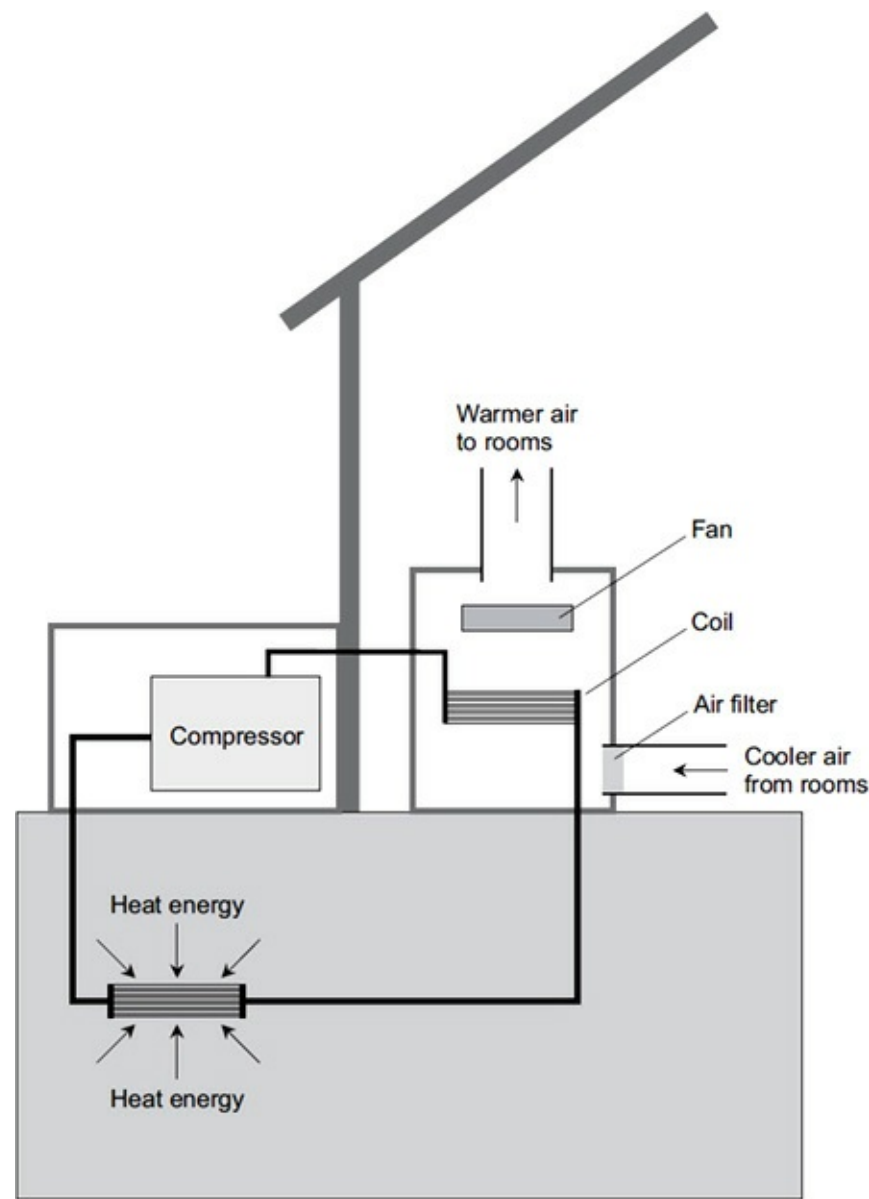 Warmer air
to rooms
Fan
Coil
Air filter
Compressor
Cooler air
from rooms
Heat energy
Heat energy